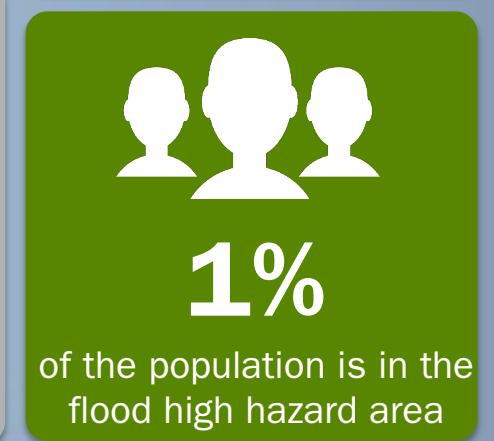 1%
of the population is in the
flood high hazard area